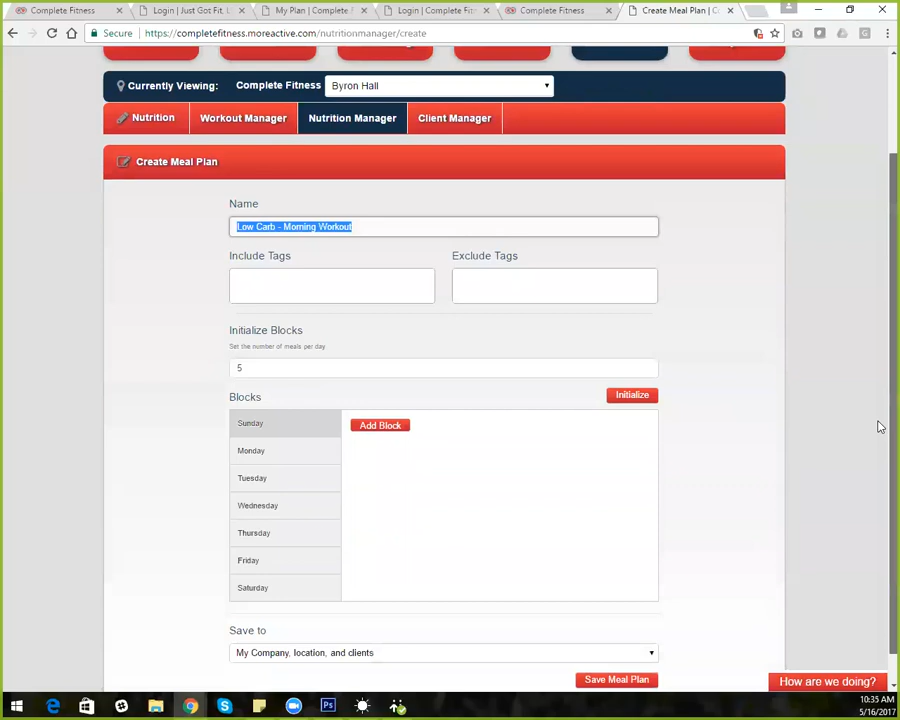 Complete Fitness
Login | Just Got Fit, L
My Plan | Complete
Login | Complete Fitn
Complete Fitness
Create Meal Plan | C
Secure
https://completefitness.moreactive.com/nutritionmanager/create
Currently Viewing: Complete Fitness Byron Hall
Nutrition Workout Manager Nutrition Manager Client Manager
Create Meal Plan
Name
Low Carb - Morning Workout
Include Tags Exclude Tags
Initialize Blocks
Set the number of meals per day.
5
Blocks Initialize
Sunday Add Block
Monday
Tuesday
Wednesday
Thursday
Friday
Saturday
Save to
My Company, location, and clients
Save Meal Plan
How are we doing?
Ps
10:35 AM
5/16/2017